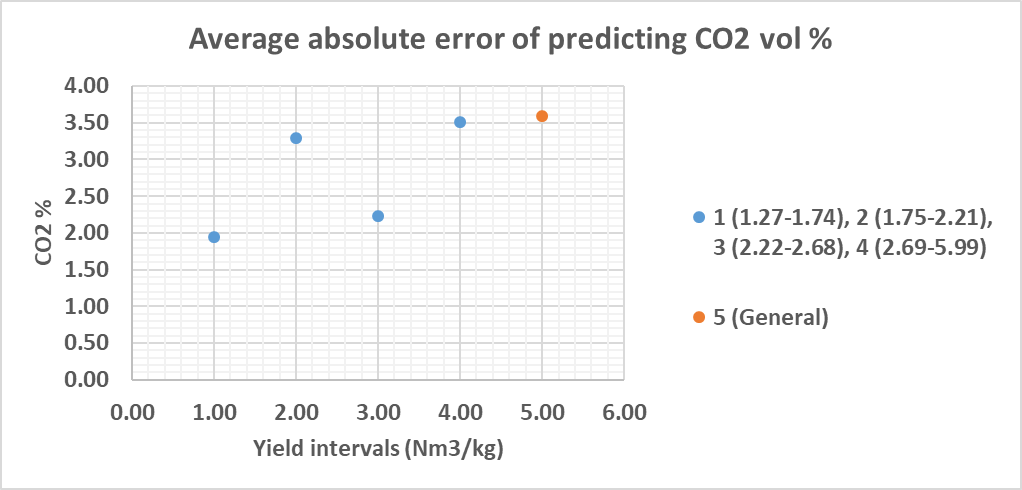 Average absolute error of predicting CO2 vol %
4.00
3.50
3.00
2.50
2.00
1.50
1.00
0.50
0.00
CO2 %
0.00 1.00 2.00 3.00 4.00 5.00 6.00
Yield intervals (Nm3/kg)
1 (1.27-1.74), 2 (1.75-2.21),
3 (2.22-2.68), 4 (2.69-5.99)
5 (General)